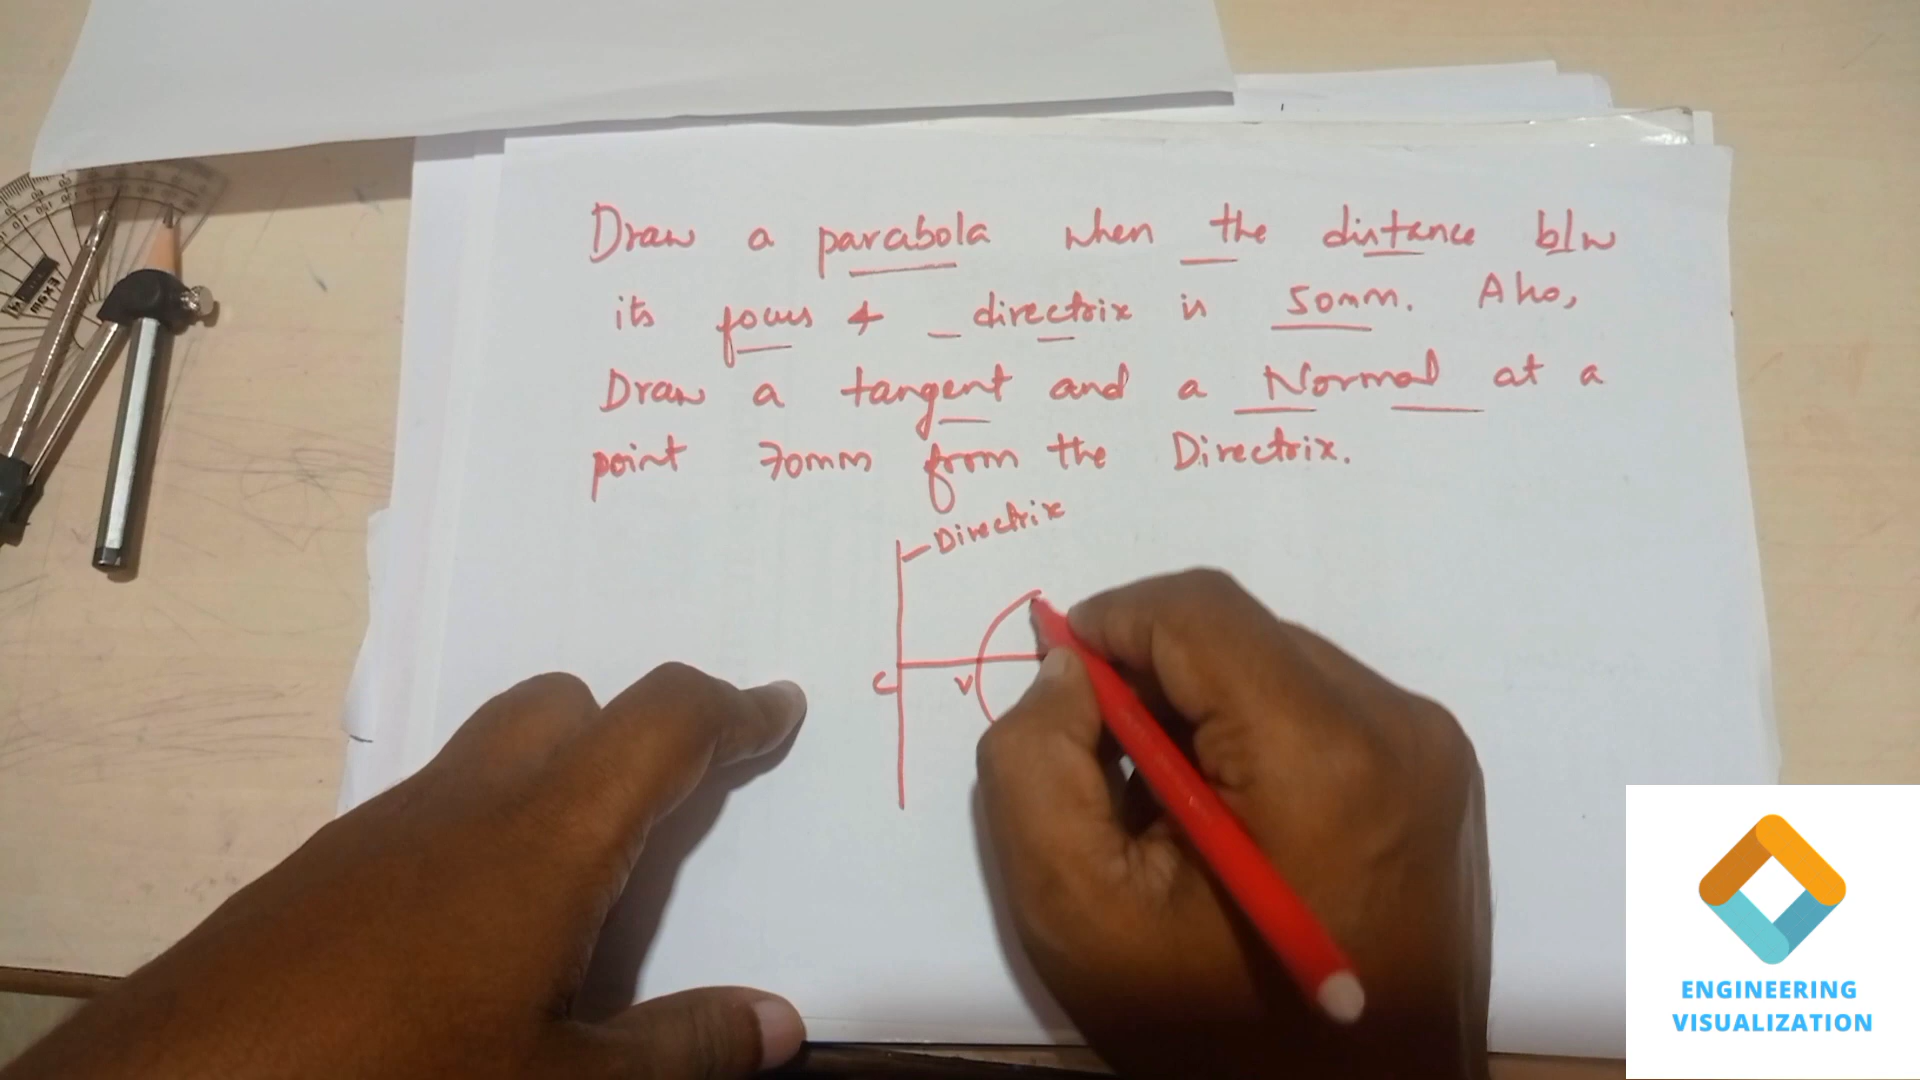 Draw a parabola when the distance b/w
its focus & directrix is 50mm. Also,
Draw a tangent and a Normal at a
point 70mm from the Directrix.
Directrix
C
V
ENGINEERING
VISUALIZATION